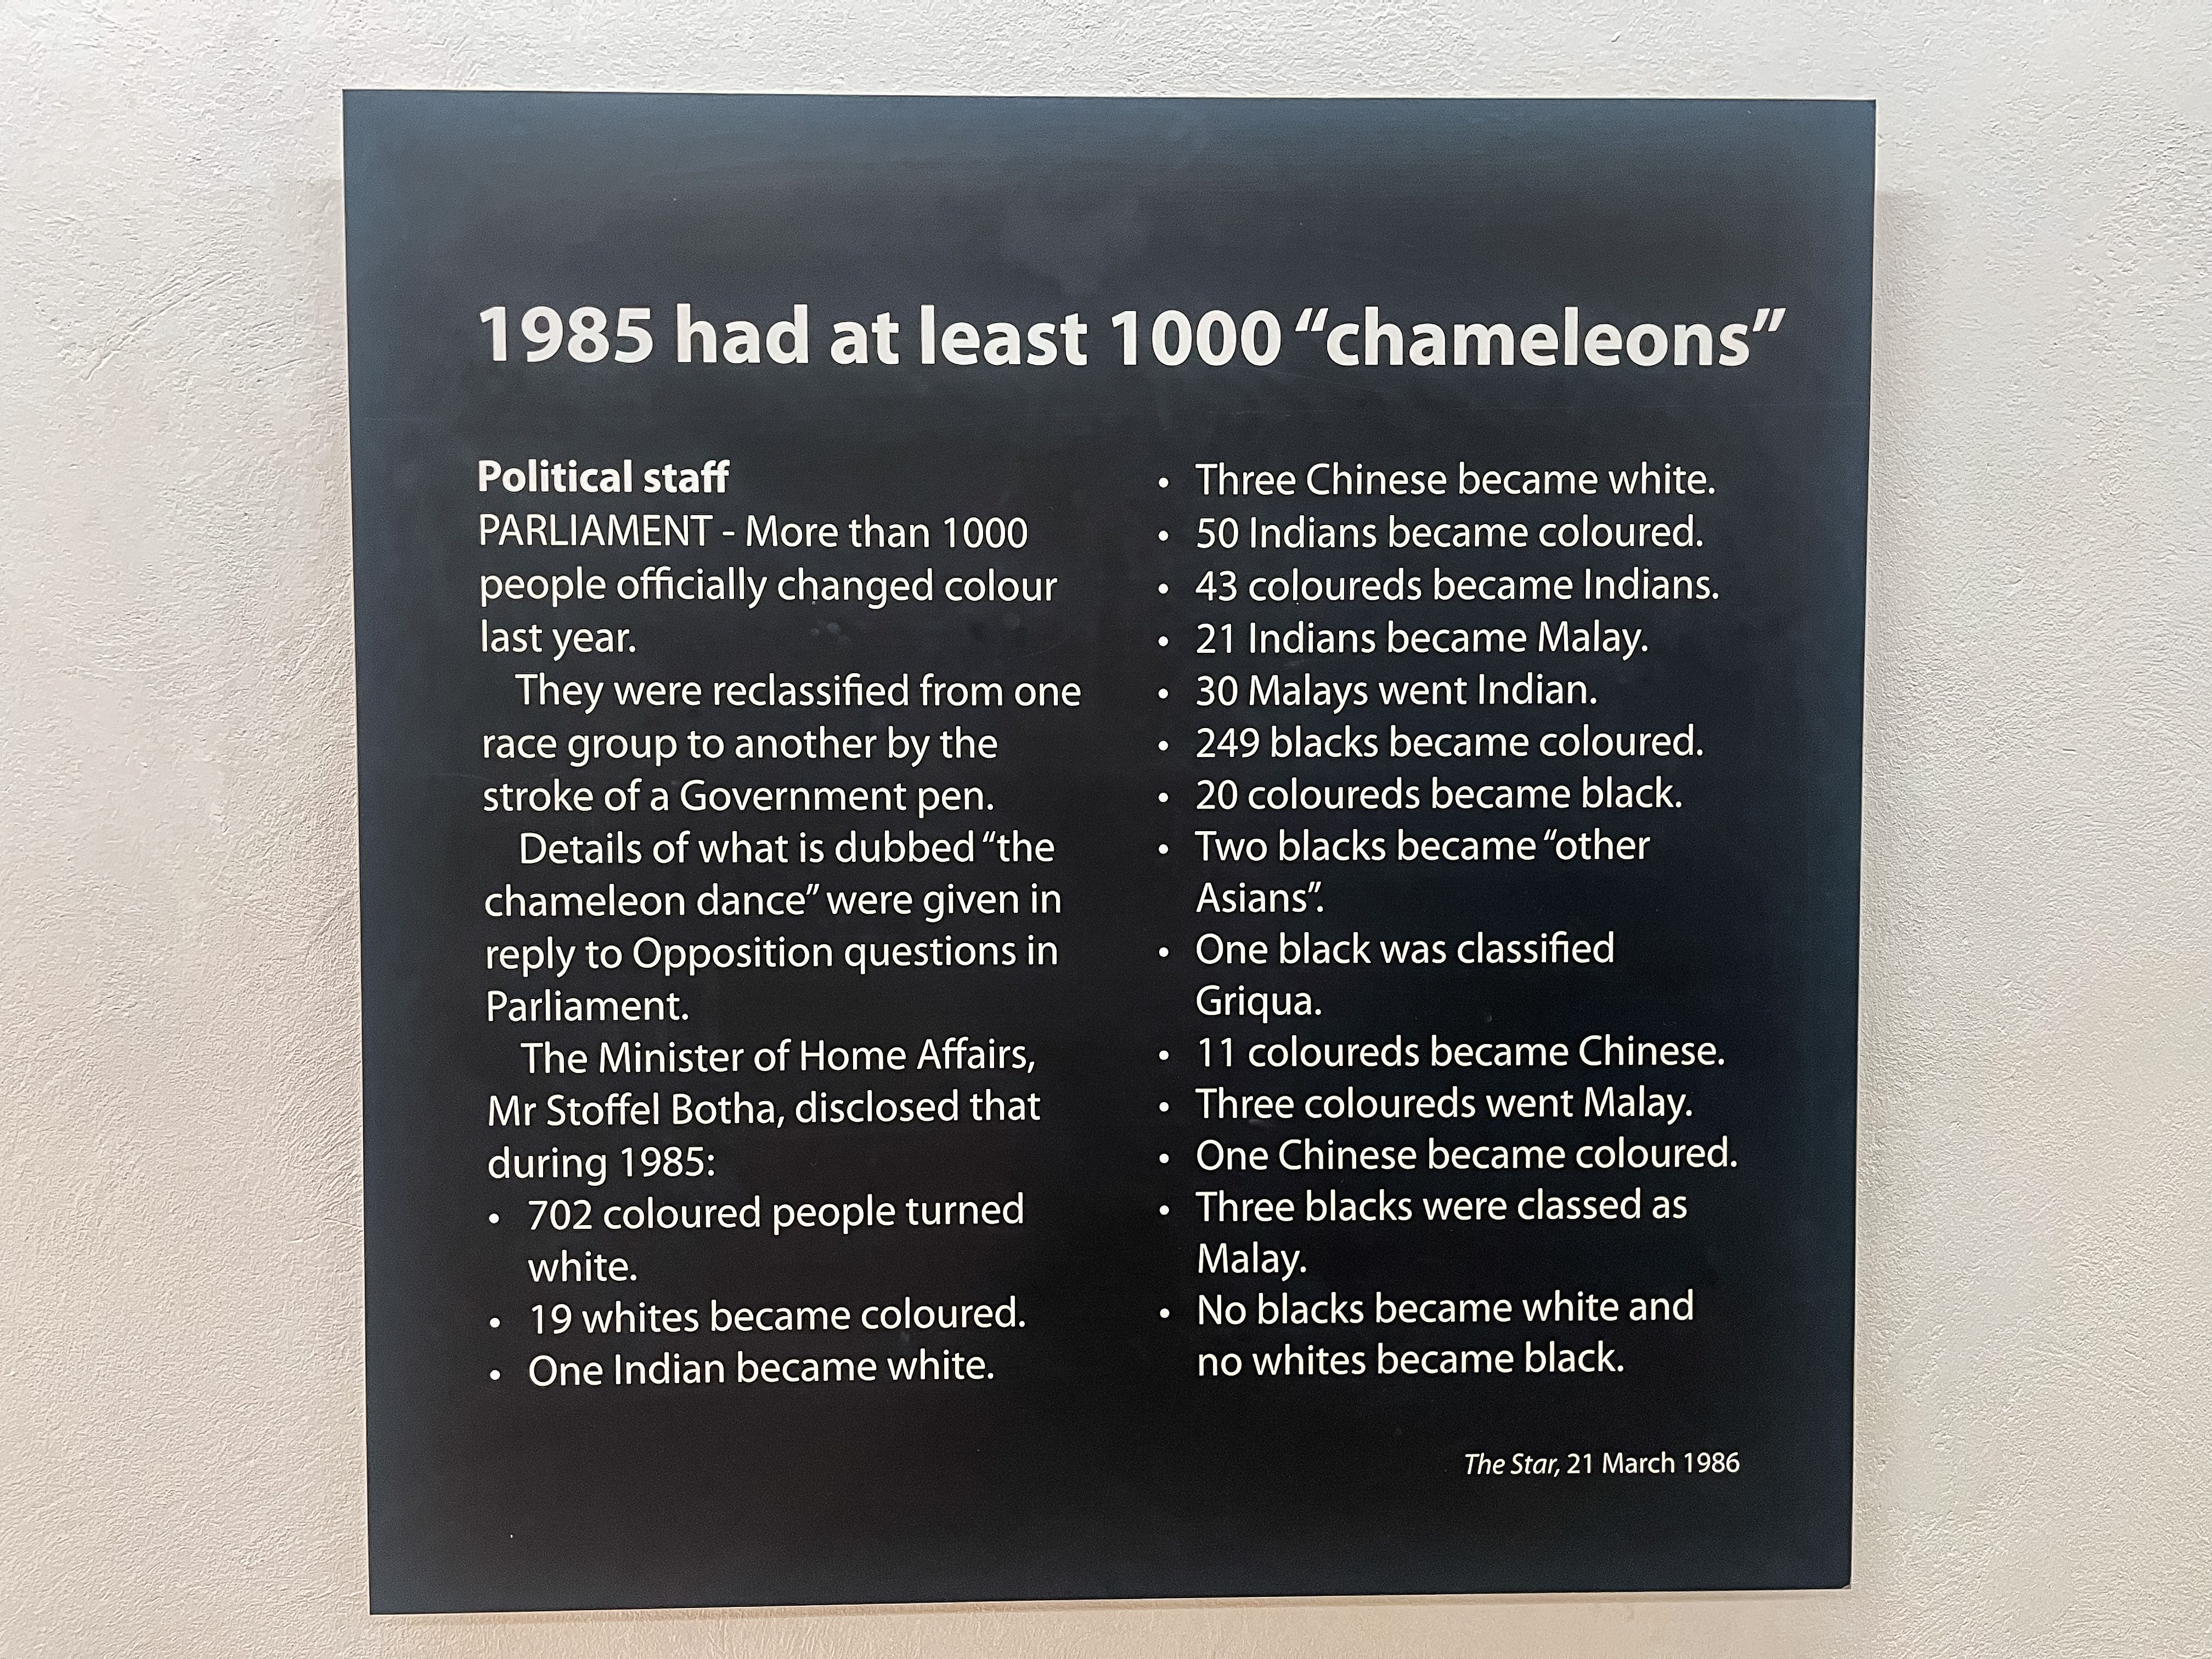 1985 had at least 1000 “chameleons”
Political staff
PARLIAMENT - More than 1000
people officially changed colour
last year.
They were reclassified from one
race group to another by the
stroke of a Government pen.
Details of what is dubbed “the
chameleon dance” were given in
reply to Opposition questions in
Parliament.
The Minister of Home Affairs,
Mr Stoffel Botha, disclosed that
during 1985:
• 702 coloured people turned
white.
• 19 whites became coloured.
• One Indian became white.
• Three Chinese became white.
• 50 Indians became coloured.
• 43 coloureds became Indians.
• 21 Indians became Malay.
• 30 Malays went Indian.
• 249 blacks became coloured.
• 20 coloureds became black.
• Two blacks became “other
Asians”.
• One black was classified
Griqua.
• 11 coloureds became Chinese.
• Three coloureds went Malay.
• One Chinese became coloured.
• Three blacks were classed as
Malay.
• No blacks became white and
no whites became black.
The Star, 21 March 1986